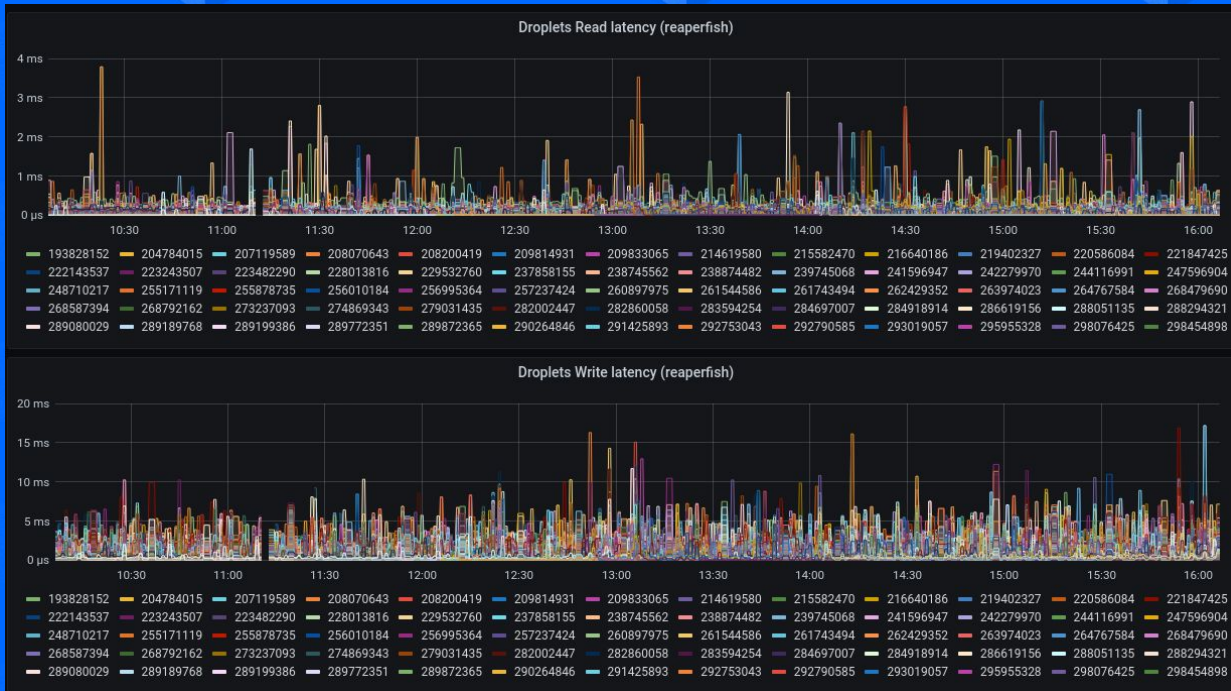 Droplets Read latency (reaperfish)
4 ms
3 ms
2 ms
1 ms
0 µs
10:30 11:00 11:30 12:00 12:30 13:00 13:30 14:00 14:30 15:00 15:30 16:00
193828152 204784015 207119589 208070643 208200419 209814931 209833065 214619580 215582470 216640186 219402327 220586084 221847425
222143537 223243507 223482290 228013816 229532760 237858155 238745562 238874482 239745068 241596947 242279970 244116991 247596904
248710217 255171119 255878735 256010184 256995364 257237424 260897975 261544586 261743494 262429352 263974023 264767584 268479690
268587394 268792162 273237093 274869343 279031435 282002447 282860058 283594254 284697007 284918914 286619156 288051135 288294321
289080029 289189768 289199386 289772351 289872365 290264846 291425893 292753043 292790585 293019057 295955328 298076425 298454898
Droplets Write latency (reaperfish)
20 ms
15 ms
10 ms
5 ms
0 µs
10:30 11:00 11:30 12:00 12:30 13:00 13:30 14:00 14:30 15:00 15:30 16:00
193828152 204784015 207119589 208070643 208200419 209814931 209833065 214619580 215582470 216640186 219402327 220586084 221847425
222143537 223243507 223482290 228013816 229532760 237858155 238745562 238874482 239745068 241596947 242279970 244116991 247596904
248710217 255171119 255878735 256010184 256995364 257237424 260897975 261544586 261743494 262429352 263974023 264767584 268479690
268587394 268792162 273237093 274869343 279031435 282002447 282860058 283594254 284697007 284918914 286619156 288051135 288294321
289080029 289189768 289199386 289772351 289872365 290264846 291425893 292753043 292790585 293019057 295955328 298076425 298454898